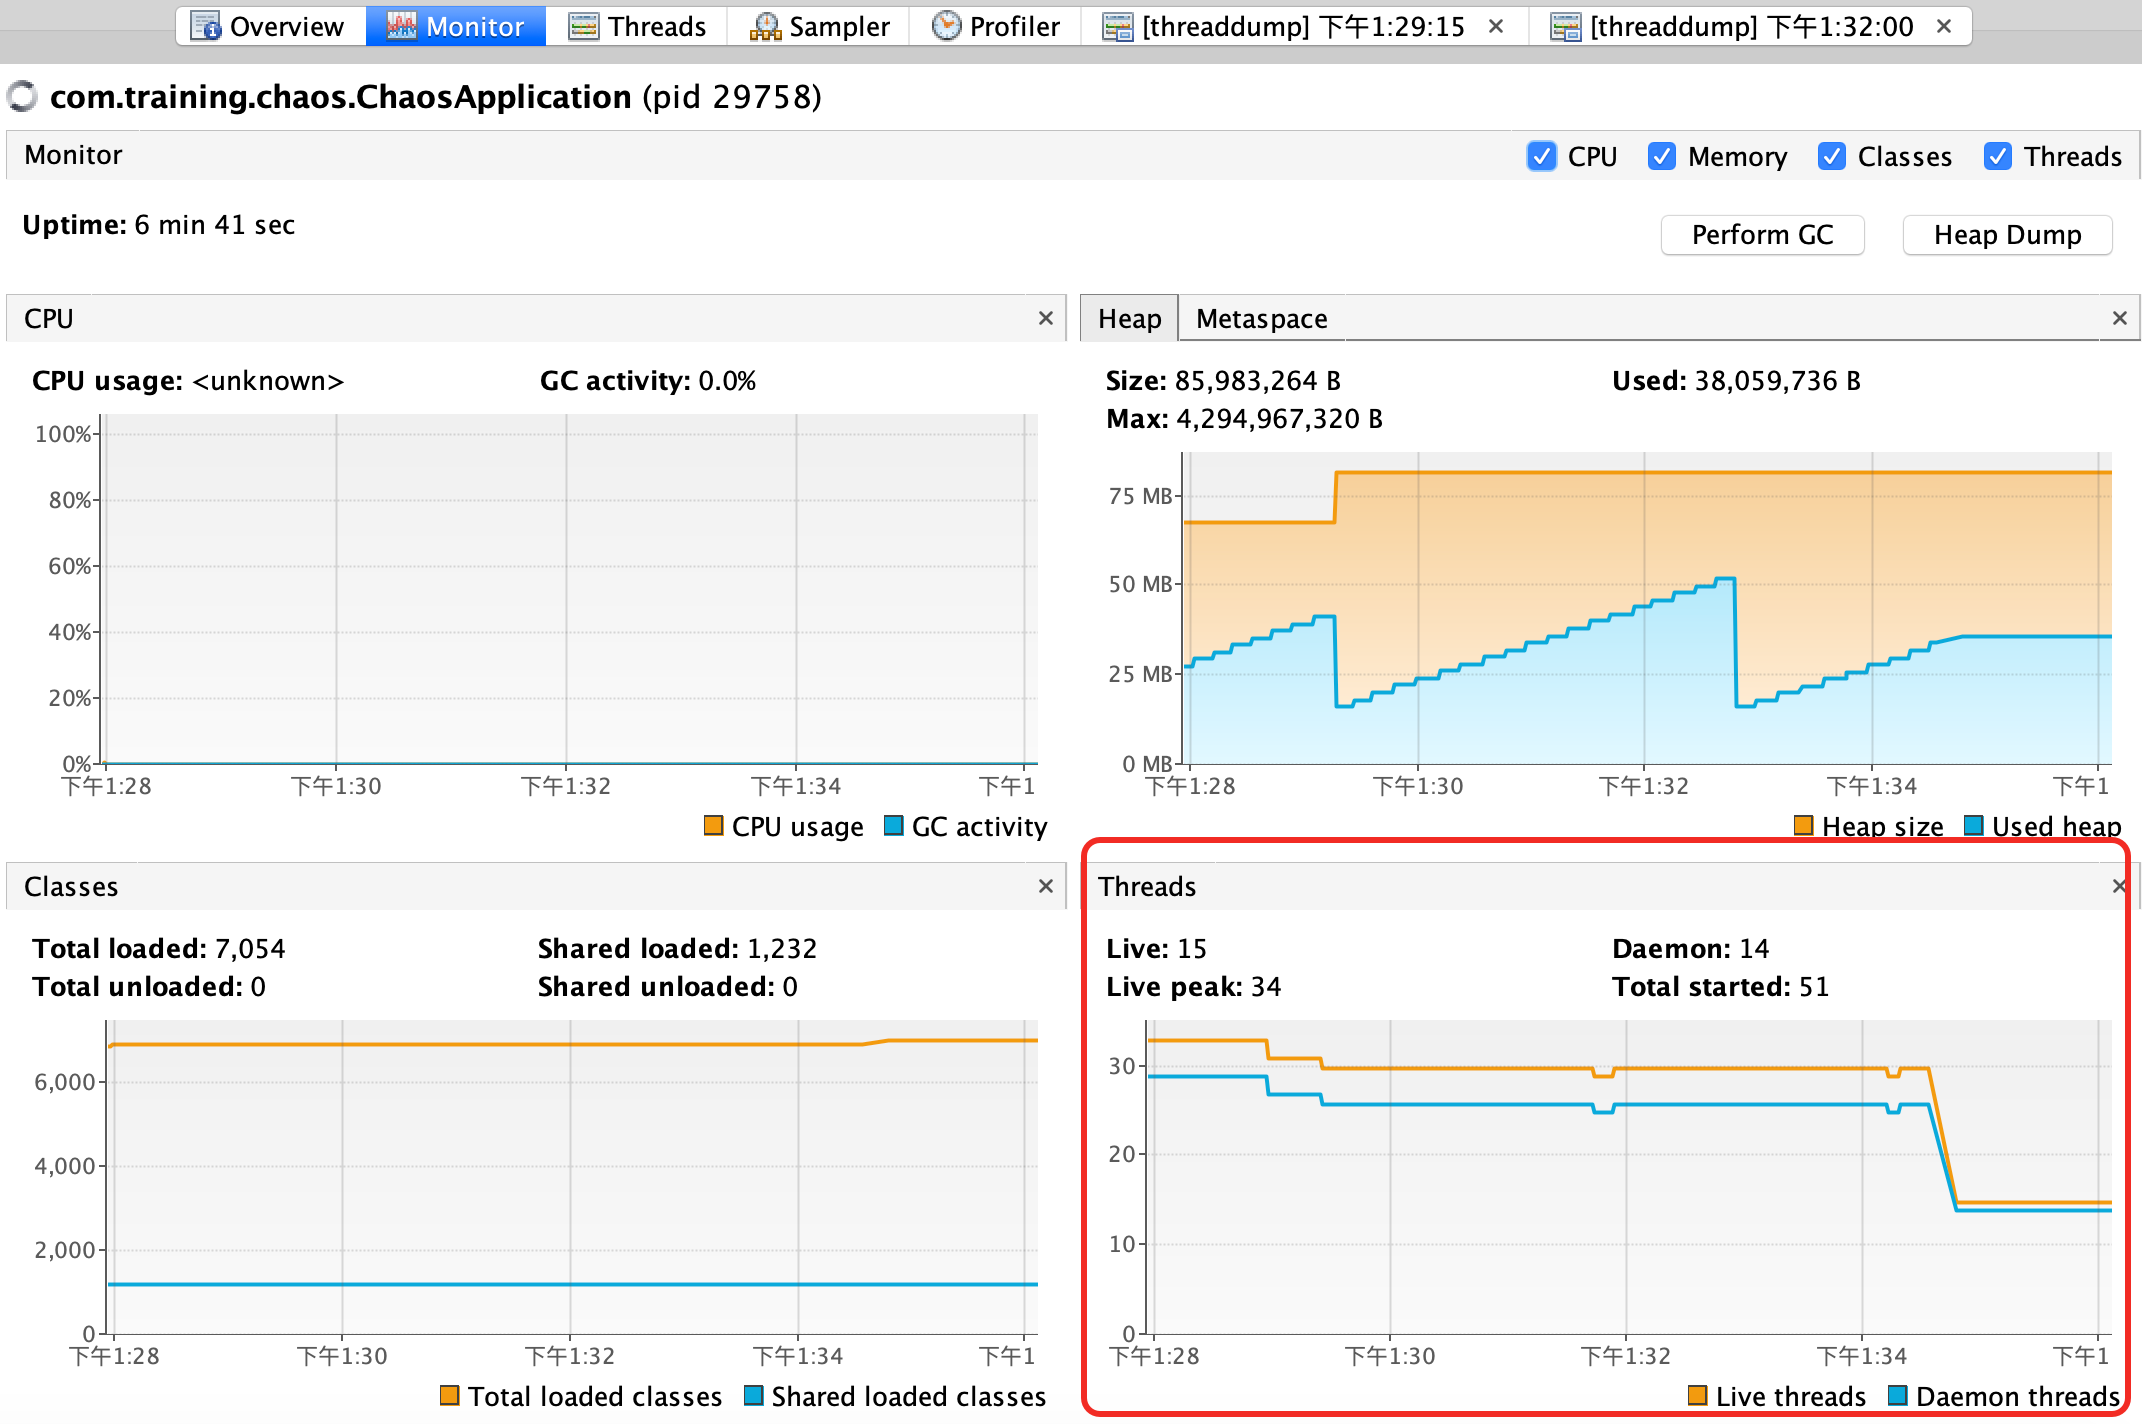 Overview Monitor Threads Sampler Profiler [threaddump] 下午1:29:15 × [threaddump] 下午1:32:00 ×
com.training.chaos.ChaosApplication (pid 29758)
Monitor CPU Memory Classes Threads
Uptime: 6 min 41 sec
Perform GC Heap Dump
CPU ×
CPU usage: <unknown> GC activity: 0.0%
100%
80%
60%
40%
20%
0%
下午1:28 下午1:30 下午1:32 下午1:34 下午1
CPU usage GC activity
Heap Metaspace ×
Size: 85,983,264 B Used: 38,059,736 B
Max: 4,294,967,320 B
75 MB
50 MB
25 MB
0 MB
下午1:28 下午1:30 下午1:32 下午1:34 下午1
Heap size Used heap
Classes ×
Total loaded: 7,054 Shared loaded: 1,232
Total unloaded: 0 Shared unloaded: 0
6,000
4,000
2,000
0
下午1:28 下午1:30 下午1:32 下午1:34 下午1
Total loaded classes Shared loaded classes
Threads ×
Live: 15 Daemon: 14
Live peak: 34 Total started: 51
30
20
10
0
下午1:28 下午1:30 下午1:32 下午1:34 下午1
Live threads Daemon threads